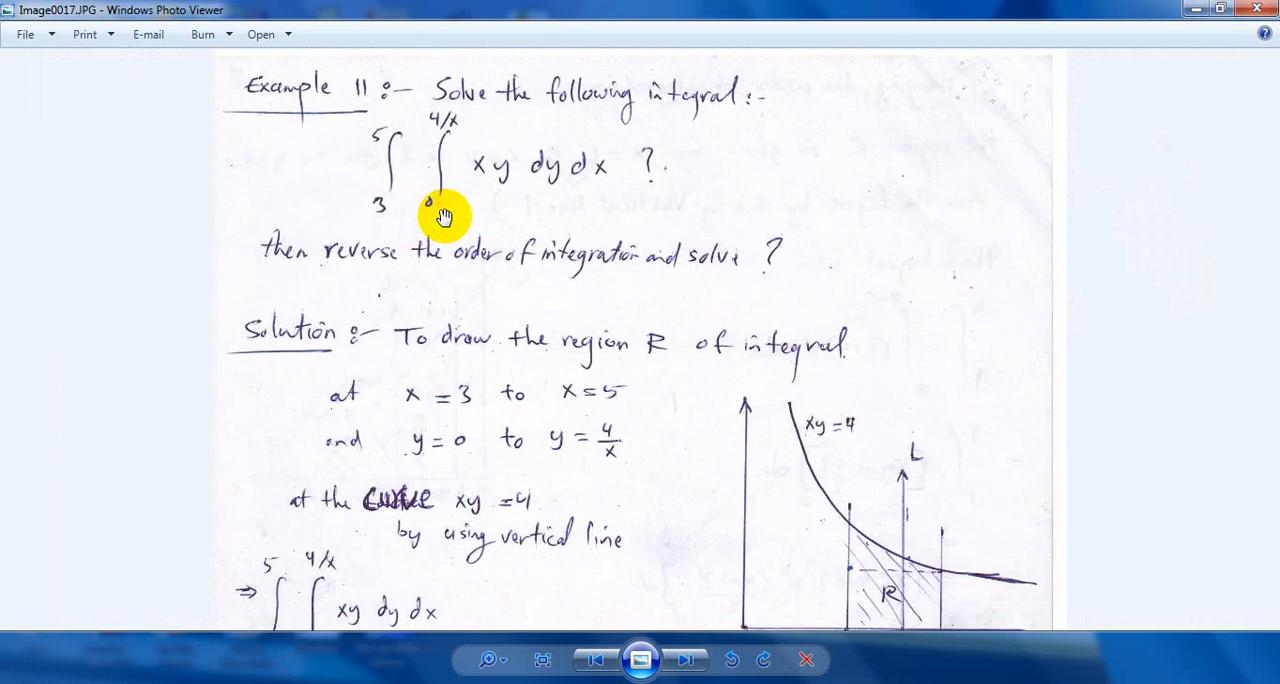 Image0017.JPG - Windows Photo Viewer
File Print E-mail Burn Open
Example 11 :- Solve the following integral :-
5 4/x
∫ ∫ xy dy dx ?
3 0
then reverse the order of integration and solve ?
Solution :- To draw the region R of integral
at x = 3 to x = 5
and y = 0 to y = 4/x
xy = 4
L
at the curve xy = 4
by using vertical line
R
5 4/x
⇒ ∫ ∫ xy dy dx